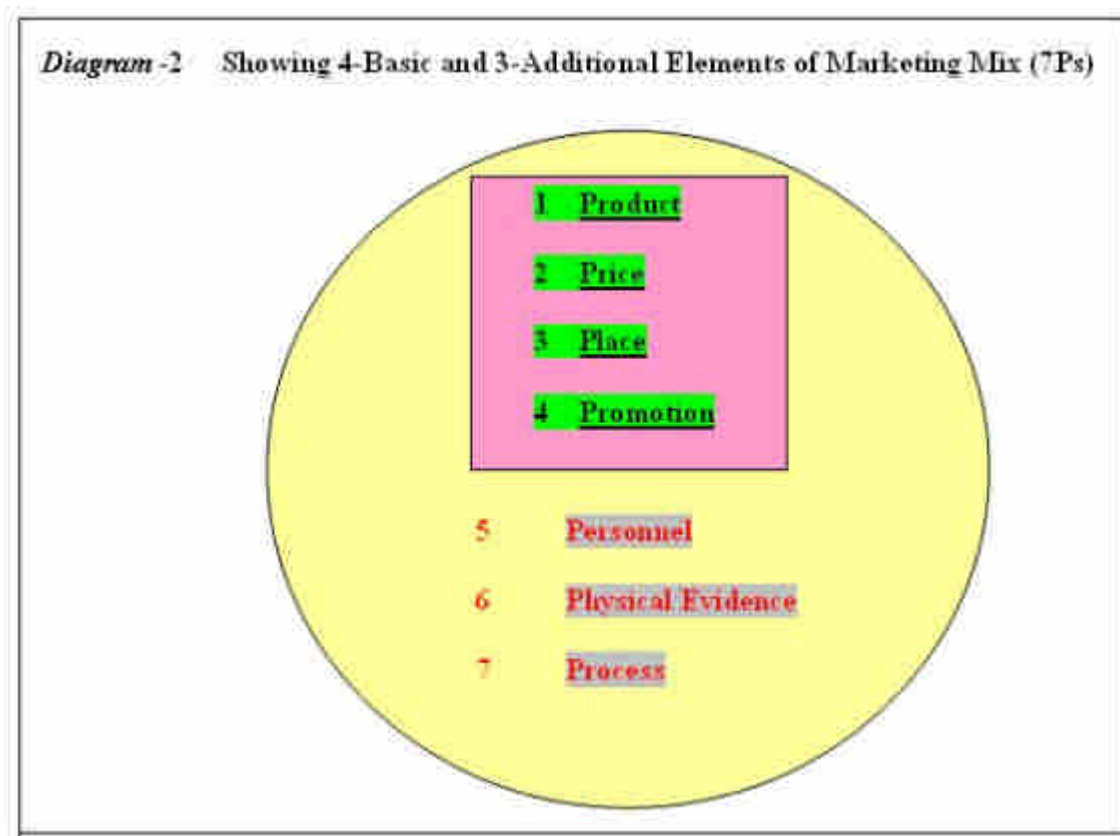 Diagram -2 Showing 4-Basic and 3-Additional Elements of Marketing Mix (7Ps)
1 Product
2 Price
3 Place
4 Promotion
5 Personnel
6 Physical Evidence
7 Process